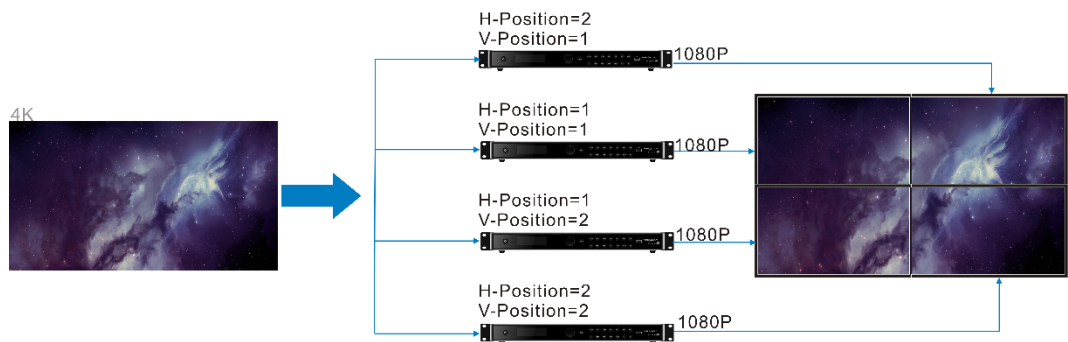 H-Position=2
V-Position=1
1080P
4K
H-Position=1
V-Position=1
1080P
H-Position=1
V-Position=2
1080P
H-Position=2
V-Position=2
1080P